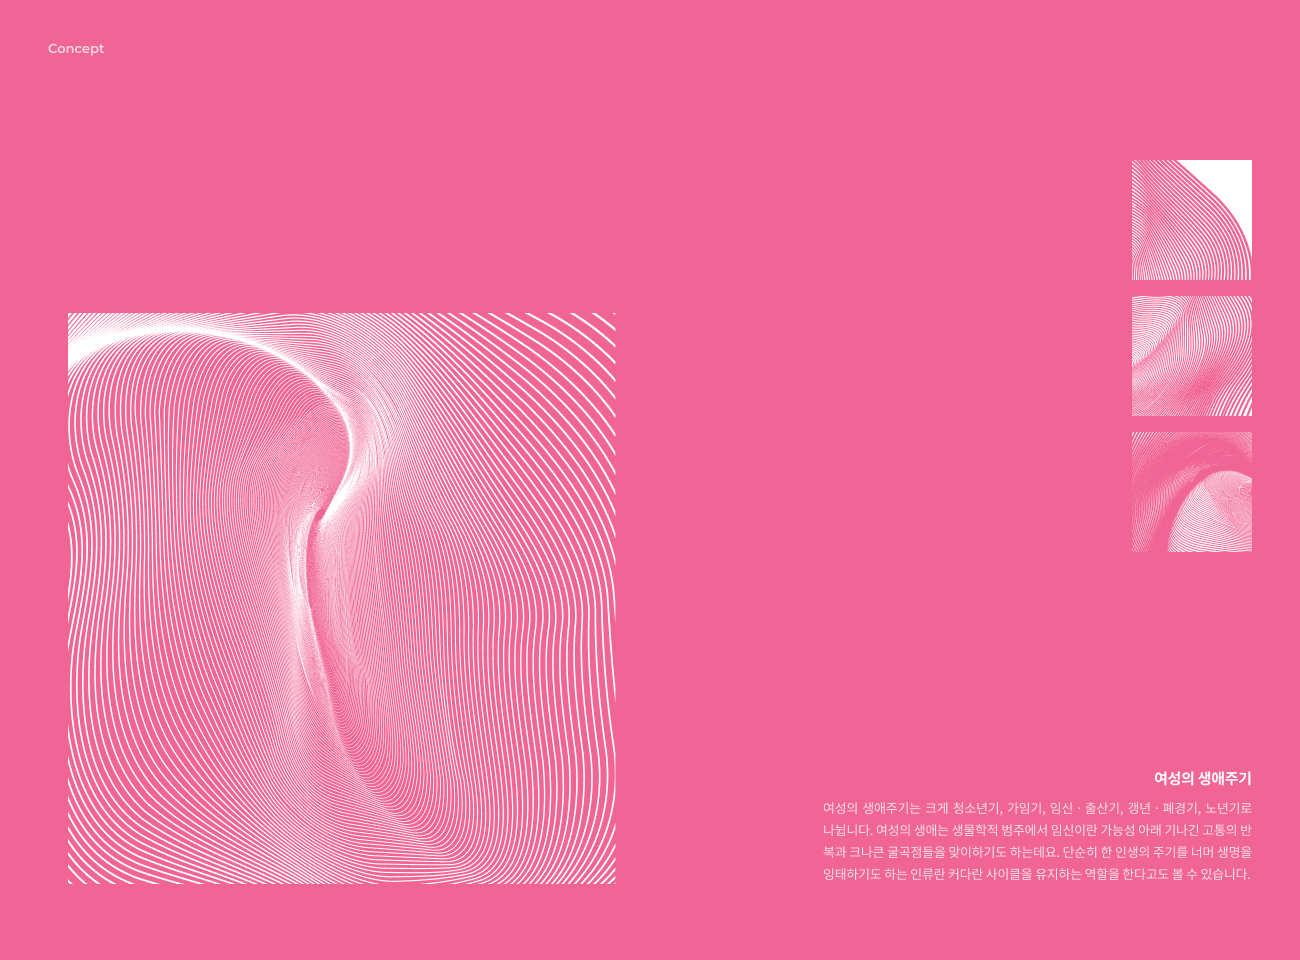 Concept
여성의 생애주기
여성의 생애주기는 크게 청소년기, 가임기, 임신 · 출산기, 갱년 · 폐경기, 노년기로
나뉩니다. 여성의 생애는 생물학적 범주에서 임신이란 가능성 아래 기나긴 고통의 반
복과 크나큰 굴곡점들을 맞이하기도 하는데요. 단순히 한 인생의 주기를 너머 생명을
잉태하기도 하는 인류란 커다란 사이클을 유지하는 역할을 한다고도 볼 수 있습니다.